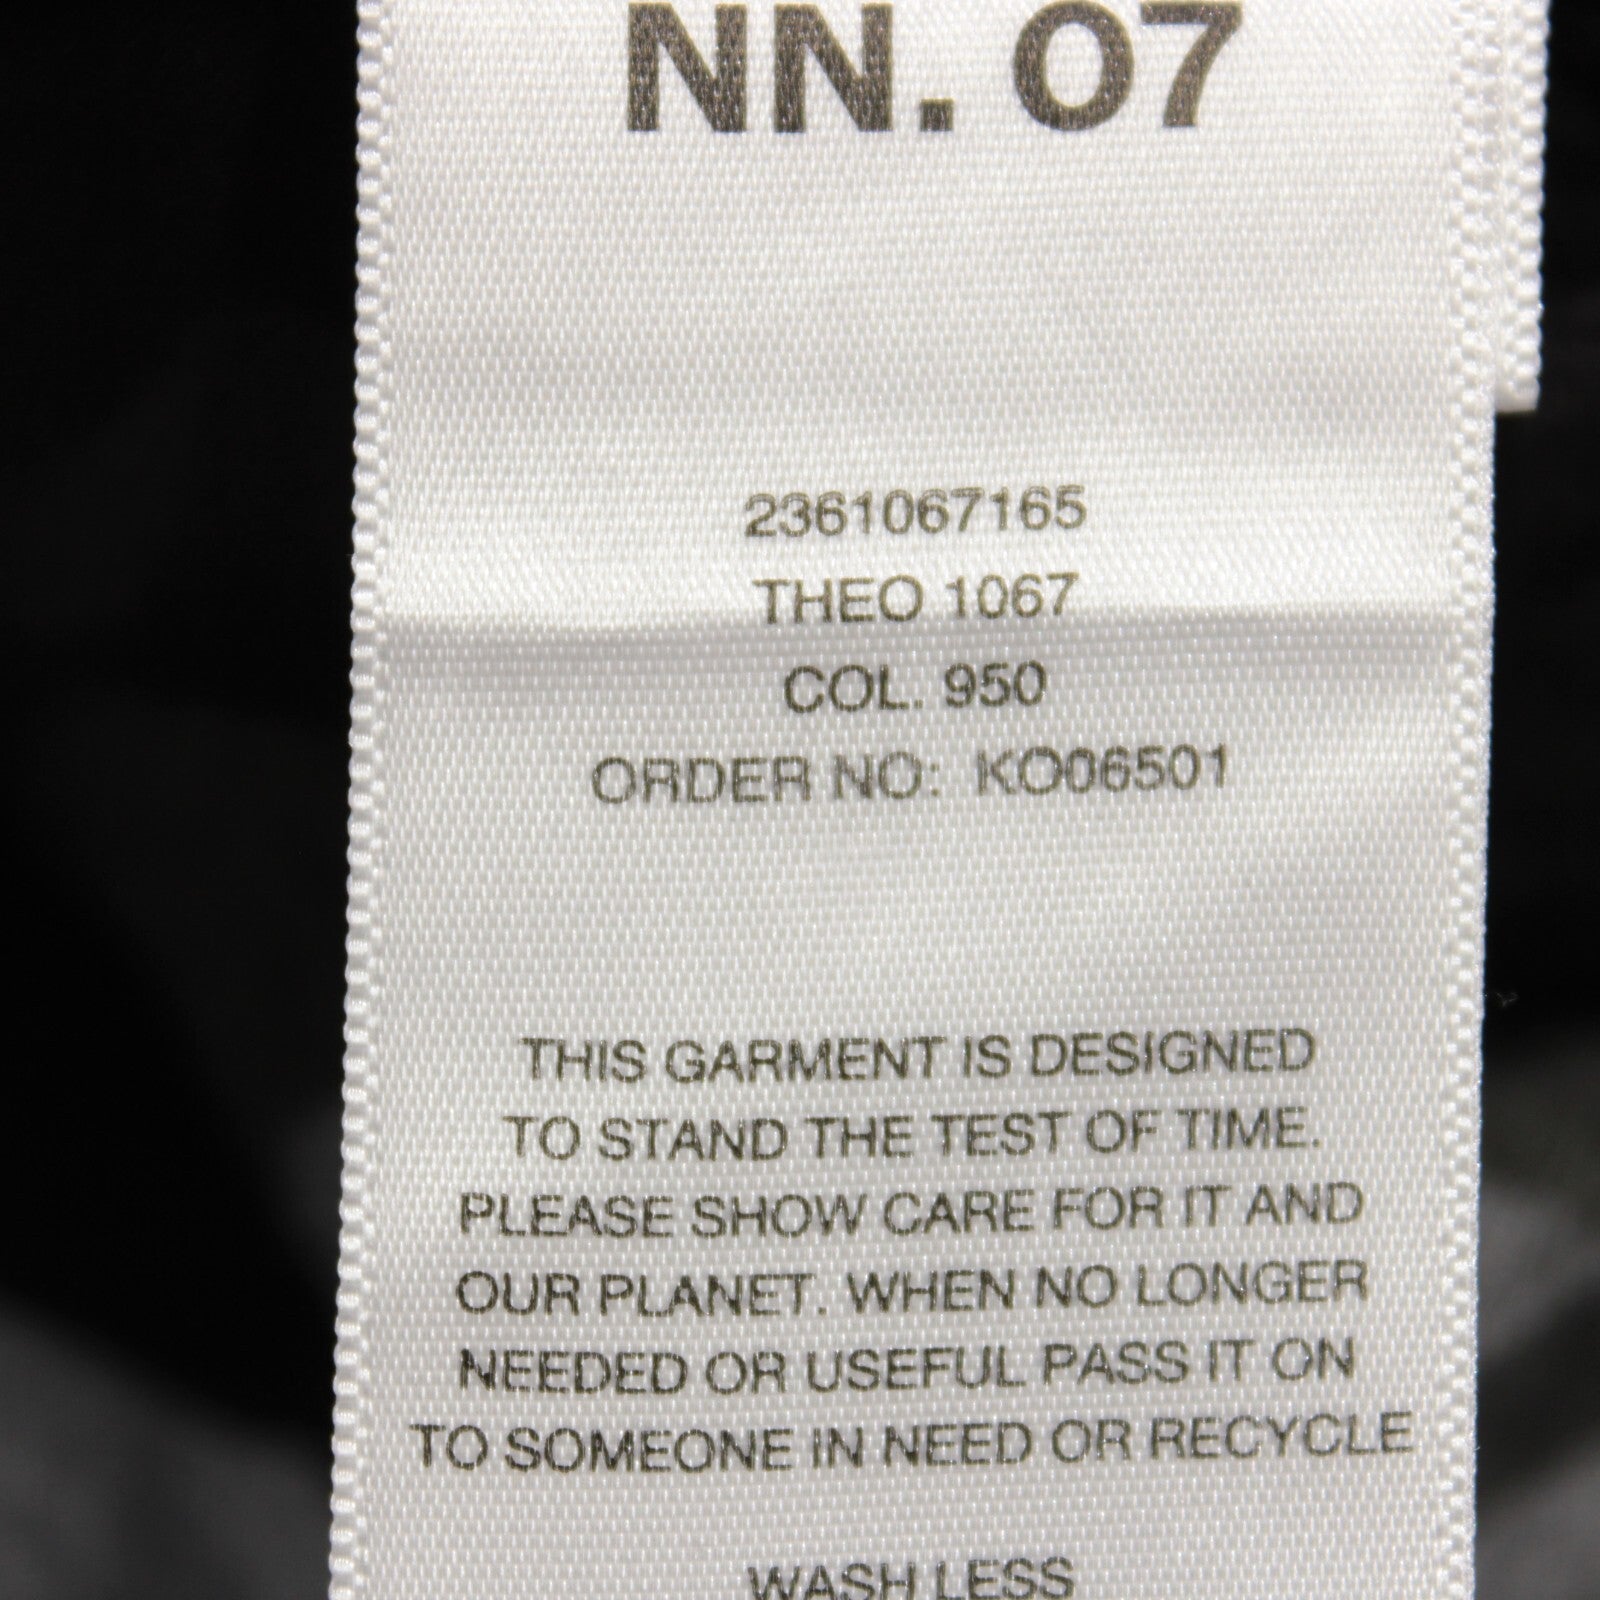 NN. 07
2361067165
THEO 1067
COL. 950
ORDER NO: KO06501
THIS GARMENT IS DESIGNED
TO STAND THE TEST OF TIME.
PLEASE SHOW CARE FOR IT AND
OUR PLANET. WHEN NO LONGER
NEEDED OR USEFUL PASS IT ON
TO SOMEONE IN NEED OR RECYCLE
WASH LESS